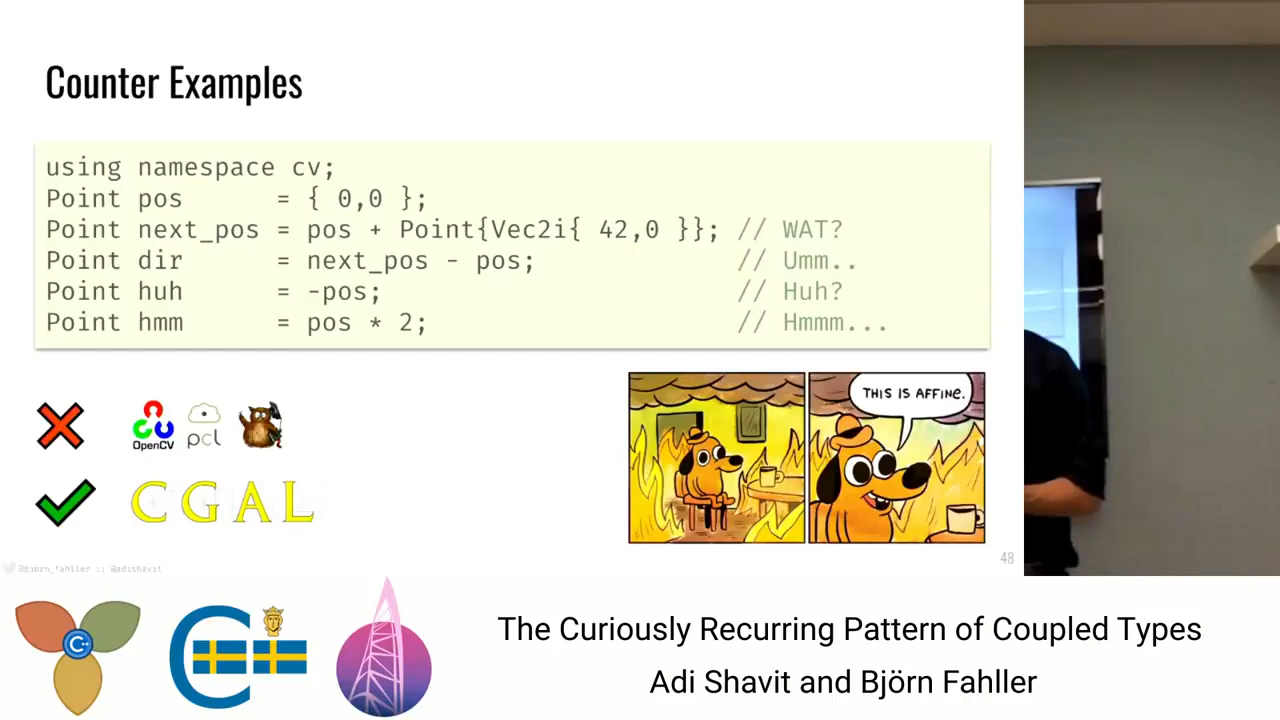 Counter Examples
using namespace cv;
Point pos = { 0,0 };
Point next_pos = pos + Point{Vec2i{ 42,0 }}; // WAT?
Point dir = next_pos - pos; // Umm..
Point huh = -pos; // Huh?
Point hmm = pos * 2; // Hmmm...
THIS IS AFFINE.
OpenCV
pcl
CGAL
48
@bjorn_fahller :: @adishavit
C++
The Curiously Recurring Pattern of Coupled Types
Adi Shavit and Björn Fahller